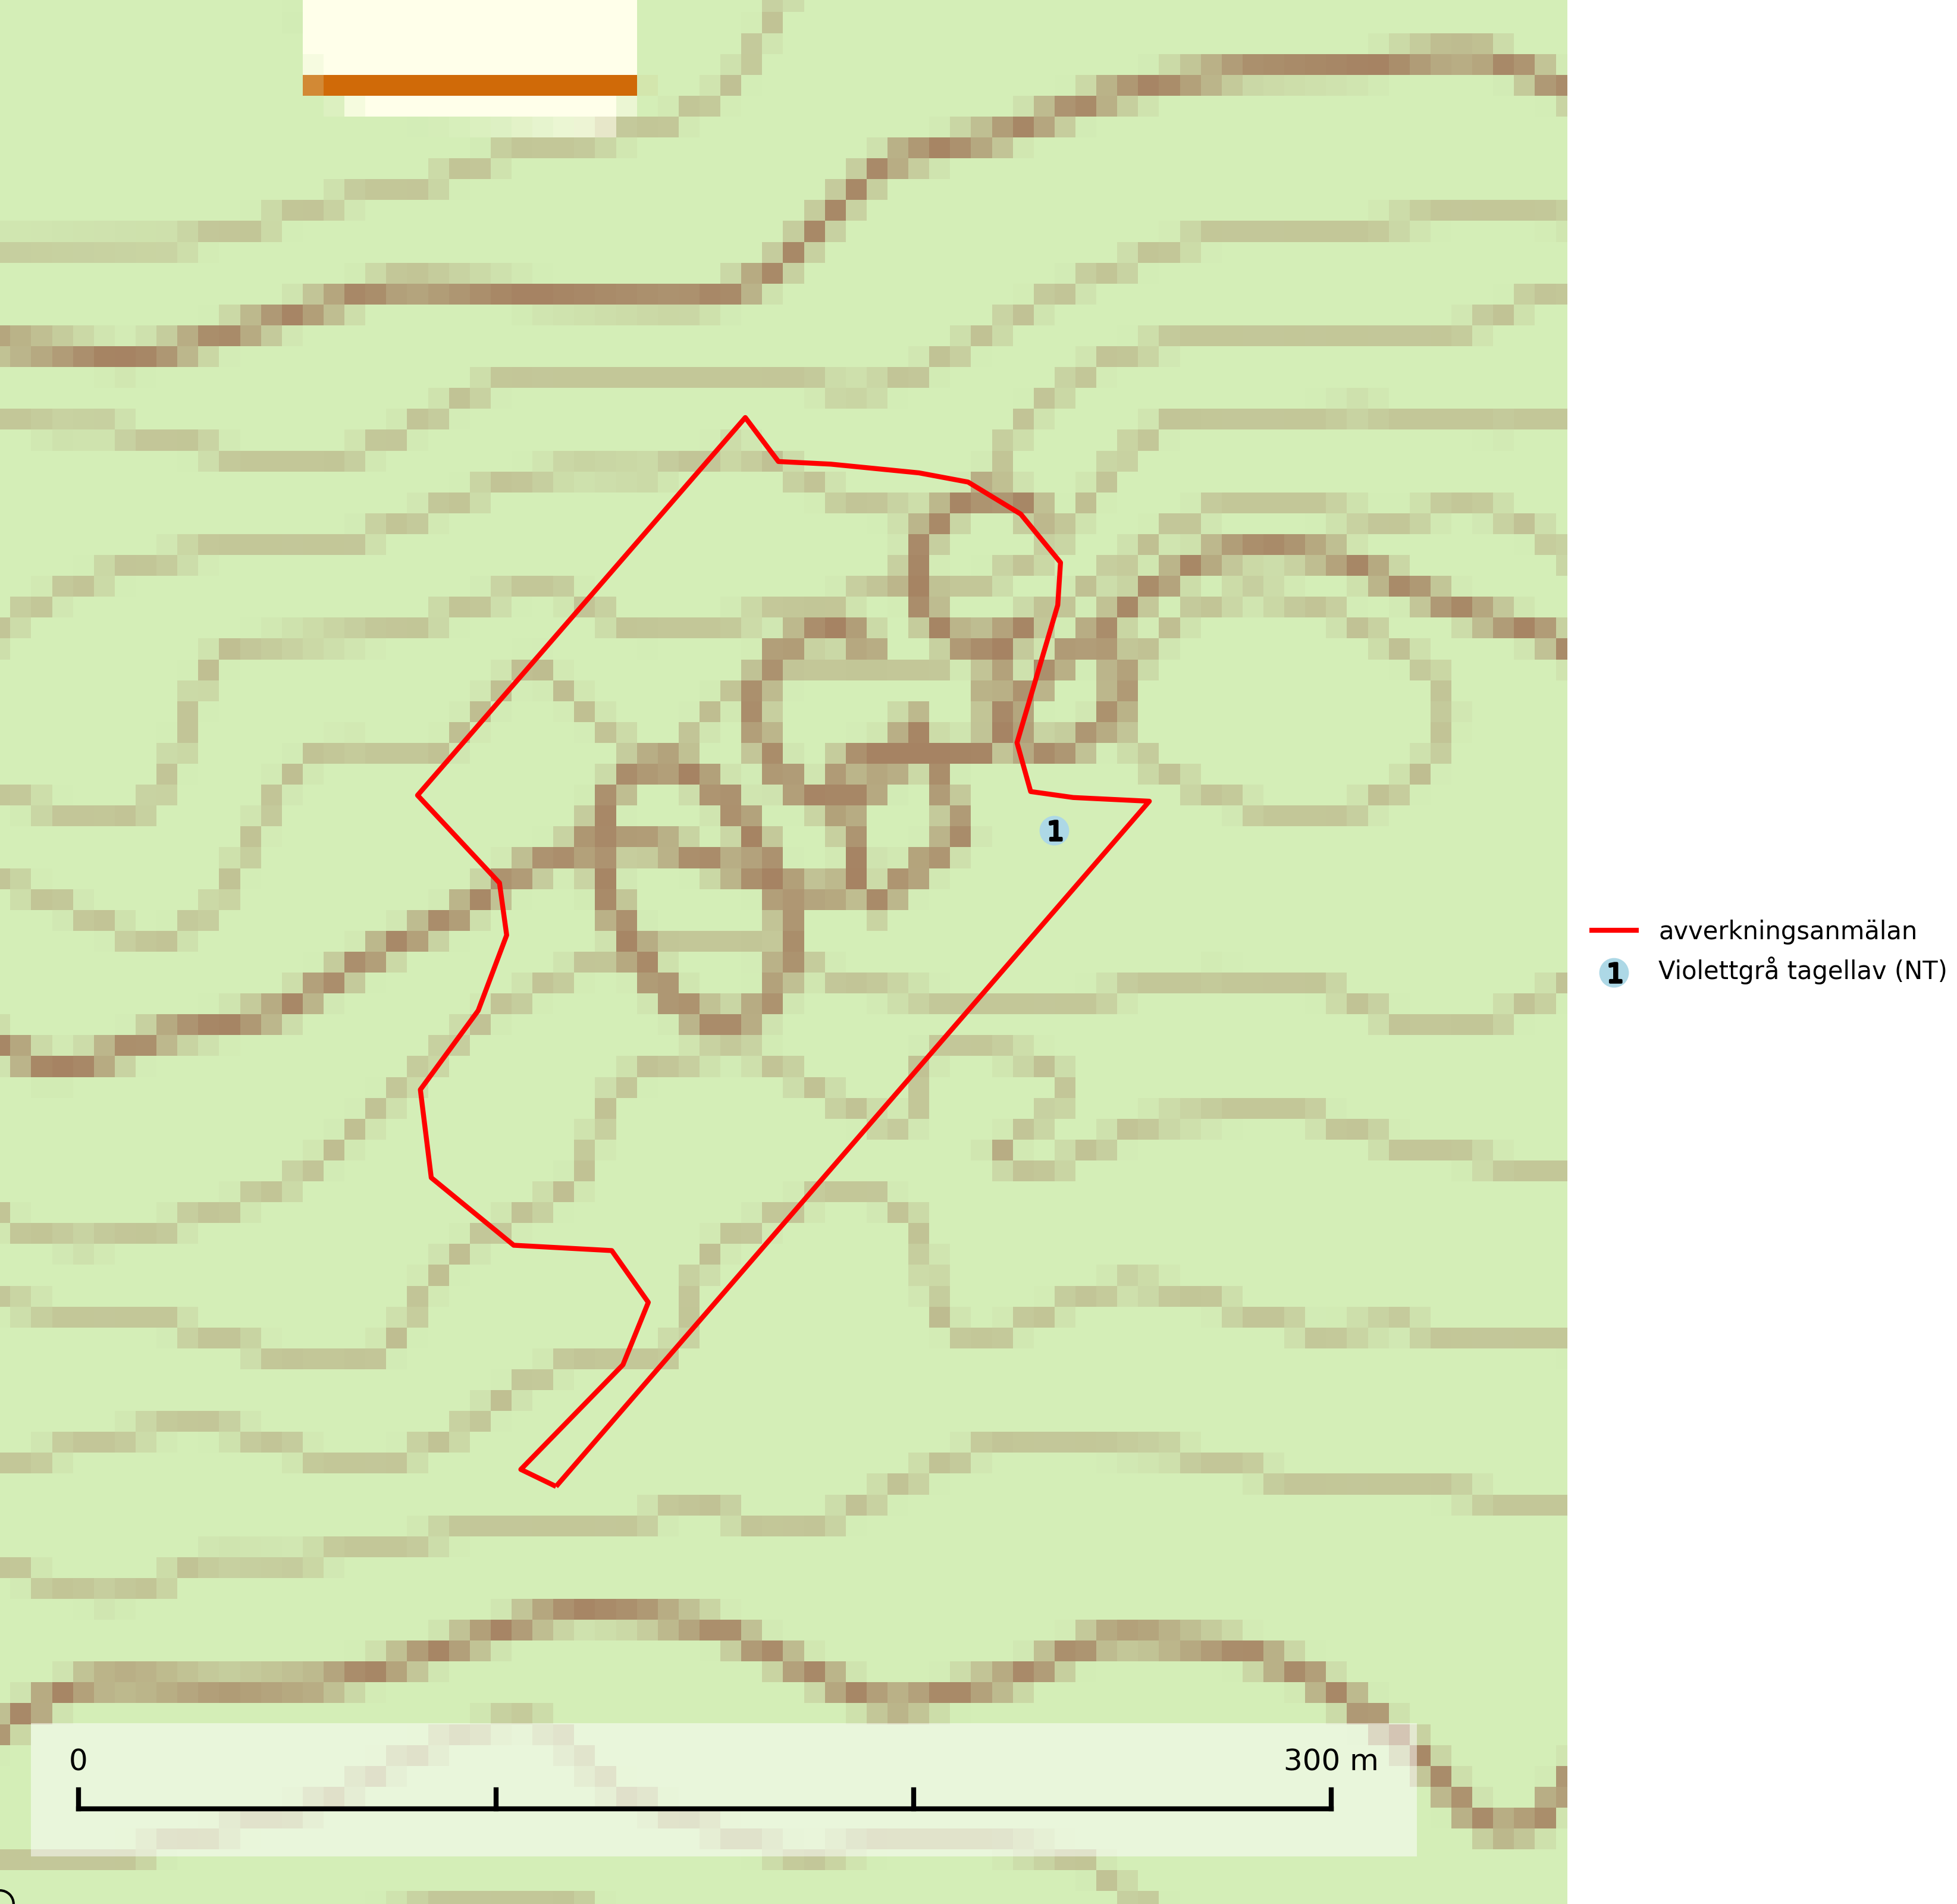 1
avverkningsanmälan
1 Violettgrå tagellav (NT)
0 300 m